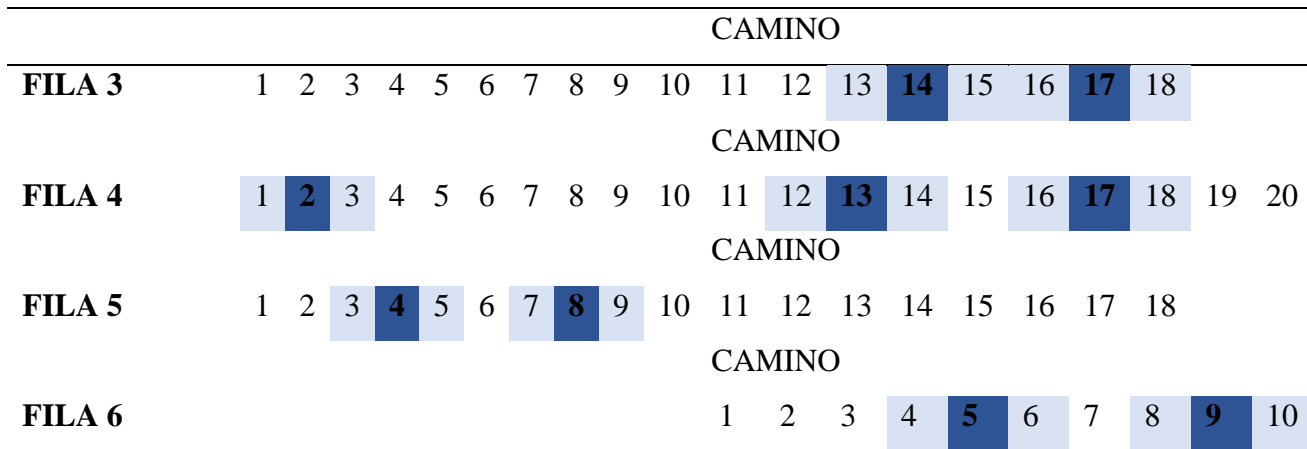 CAMINO
FILA 3 1 2 3 4 5 6 7 8 9 10 11 12 13 14 15 16 17 18
CAMINO
FILA 4 1 2 3 4 5 6 7 8 9 10 11 12 13 14 15 16 17 18 19 20
CAMINO
FILA 5 1 2 3 4 5 6 7 8 9 10 11 12 13 14 15 16 17 18
CAMINO
FILA 6 1 2 3 4 5 6 7 8 9 10